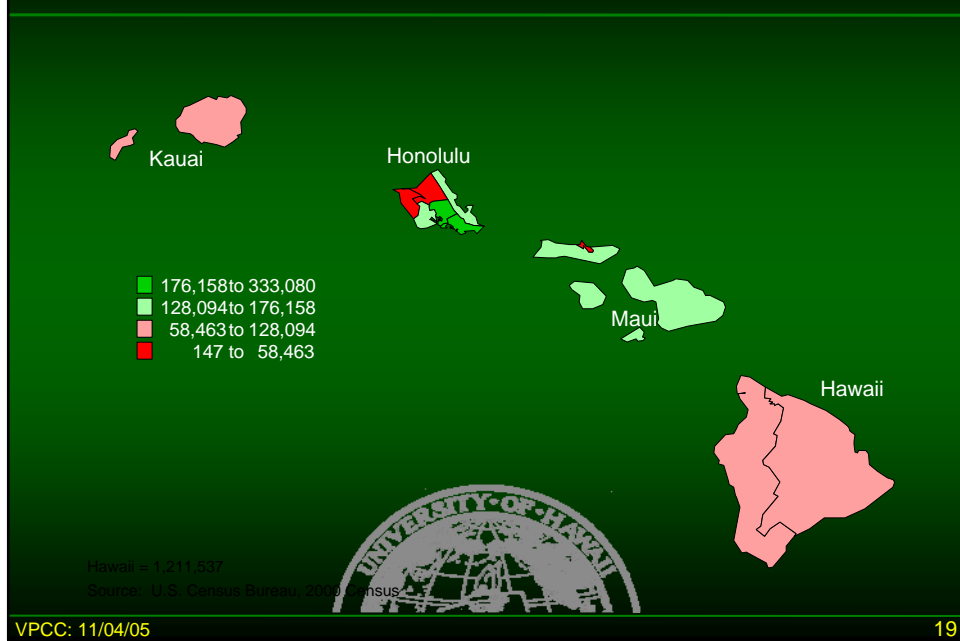 Kauai
Honolulu
176,158to 333,080
128,094to 176,158
58,463to 128,094
147 to 58,463
Maui
Hawaii
UNIVERSITY·OF·HAWAII
Hawaii = 1,211,537
Source: U.S. Census Bureau, 2000 Census
VPCC: 11/04/05
19